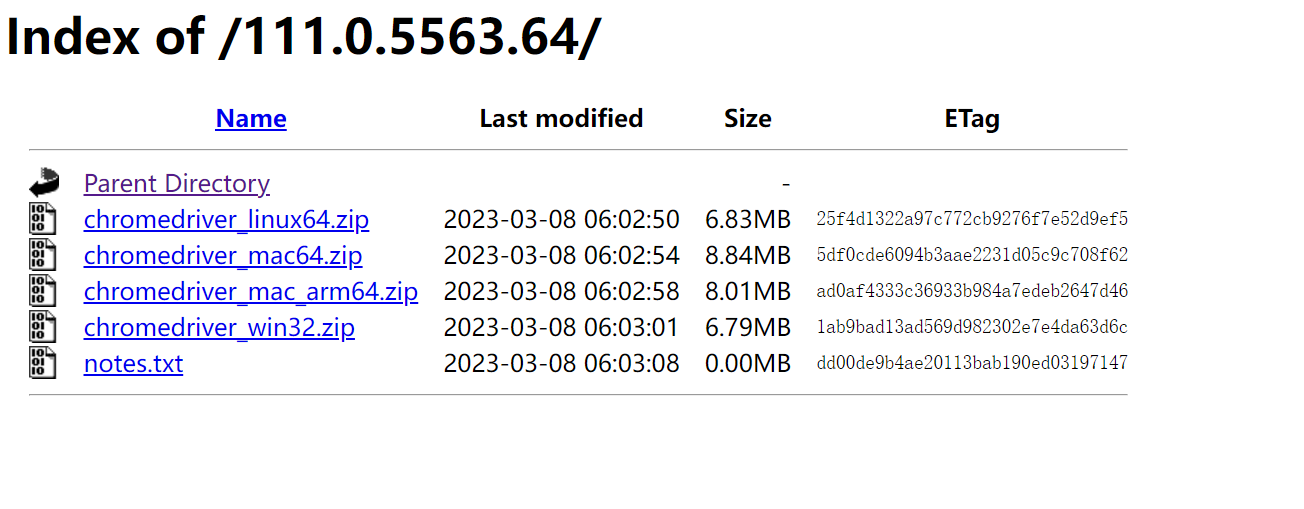 Index of /111.0.5563.64/
Name Last modified Size ETag
Parent Directory -
chromedriver_linux64.zip 2023-03-08 06:02:50 6.83MB 25f4d1322a97c772cb9276f7e52d9ef5
chromedriver_mac64.zip 2023-03-08 06:02:54 8.84MB 5df0cde6094b3aae2231d05c9c708f62
chromedriver_mac_arm64.zip 2023-03-08 06:02:58 8.01MB ad0af4333c36933b984a7edeb2647d46
chromedriver_win32.zip 2023-03-08 06:03:01 6.79MB 1ab9bad13ad569d982302e7e4da63d6c
notes.txt 2023-03-08 06:03:08 0.00MB dd00de9b4ae20113bab190ed03197147